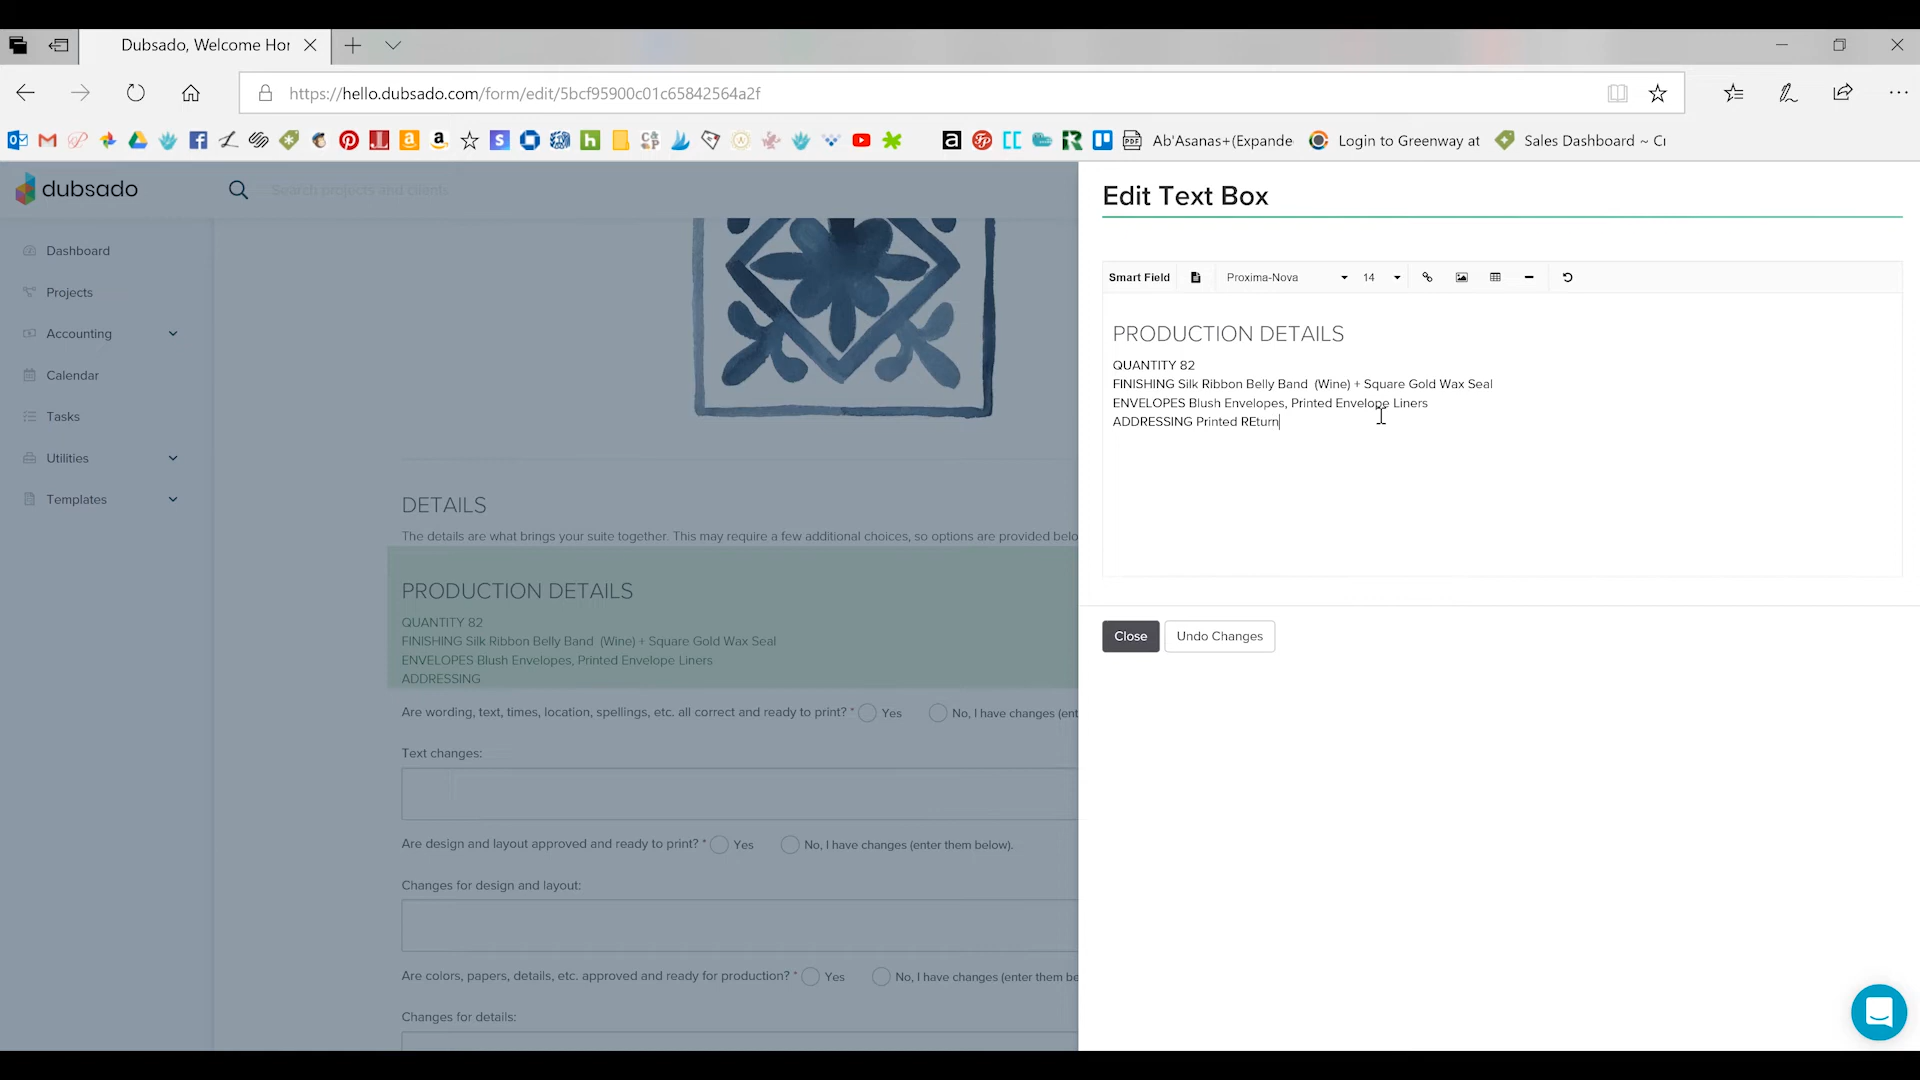 Dubsado, Welcome Hor
https://hello.dubsado.com/form/edit/5bcf95900c01c65842564a2f
Ab'Asanas+(Expande
Login to Greenway at
Sales Dashboard ~ Cr
dubsado
Search projects and clients
Dashboard
Projects
Accounting
Calendar
Tasks
Utilities
Templates
DETAILS
The details are what brings your suite together. This may require a few additional choices, so options are provided belo
PRODUCTION DETAILS
QUANTITY 82
FINISHING Silk Ribbon Belly Band (Wine) + Square Gold Wax Seal
ENVELOPES Blush Envelopes, Printed Envelope Liners
ADDRESSING
Are wording, text, times, location, spellings, etc. all correct and ready to print? * Yes No, I have changes (ent
Text changes:
Are design and layout approved and ready to print? * Yes No, I have changes (enter them below).
Changes for design and layout:
Are colors, papers, details, etc. approved and ready for production? * Yes No, I have changes (enter them be
Changes for details:
Edit Text Box
Smart Field Proxima-Nova 14
PRODUCTION DETAILS
QUANTITY 82
FINISHING Silk Ribbon Belly Band (Wine) + Square Gold Wax Seal
ENVELOPES Blush Envelopes, Printed Envelope Liners
ADDRESSING Printed REturn
Close Undo Changes